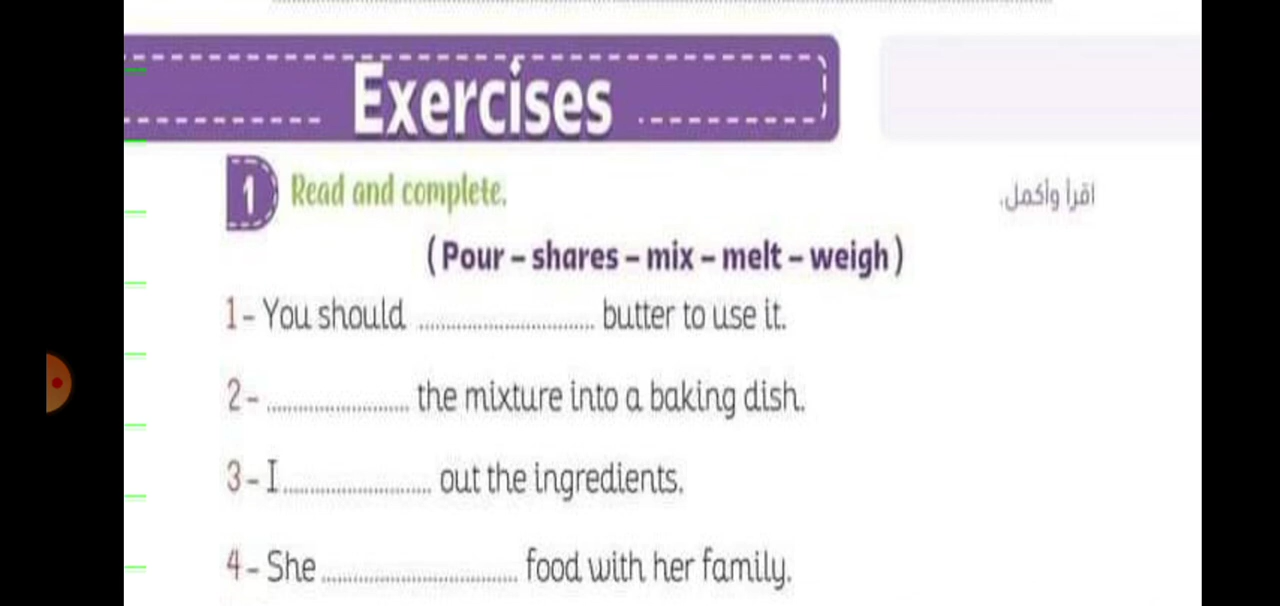 Exercises
1 Read and complete.
اقرأ وأكمل.
(Pour – shares – mix – melt – weigh)
1- You should .............................. butter to use it.
2- .......................... the mixture into a baking dish.
3- I .......................... out the ingredients.
4- She .................................. food with her family.